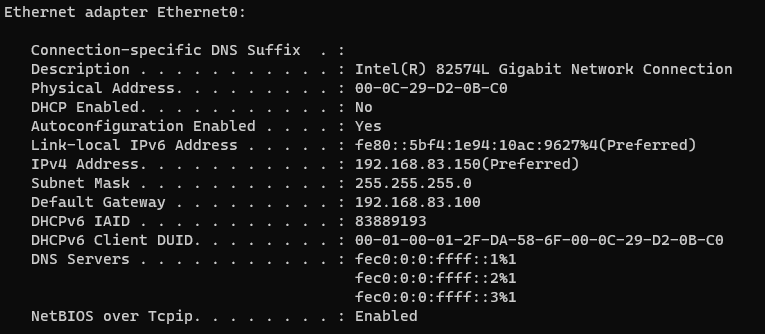 Ethernet adapter Ethernet0:
Connection-specific DNS Suffix  . :
Description . . . . . . . . . . . : Intel(R) 82574L Gigabit Network Connection
Physical Address. . . . . . . . . : 00-0C-29-D2-0B-C0
DHCP Enabled. . . . . . . . . . . : No
Autoconfiguration Enabled . . . . : Yes
Link-local IPv6 Address . . . . . : fe80::5bf4:1e94:10ac:9627%4(Preferred)
IPv4 Address. . . . . . . . . . . : 192.168.83.150(Preferred)
Subnet Mask . . . . . . . . . . . : 255.255.255.0
Default Gateway . . . . . . . . . : 192.168.83.100
DHCPv6 IAID . . . . . . . . . . . : 83889193
DHCPv6 Client DUID. . . . . . . . : 00-01-00-01-2F-DA-58-6F-00-0C-29-D2-0B-C0
DNS Servers . . . . . . . . . . . : fec0:0:0:ffff::1%1
fec0:0:0:ffff::2%1
fec0:0:0:ffff::3%1
NetBIOS over Tcpip. . . . . . . . : Enabled